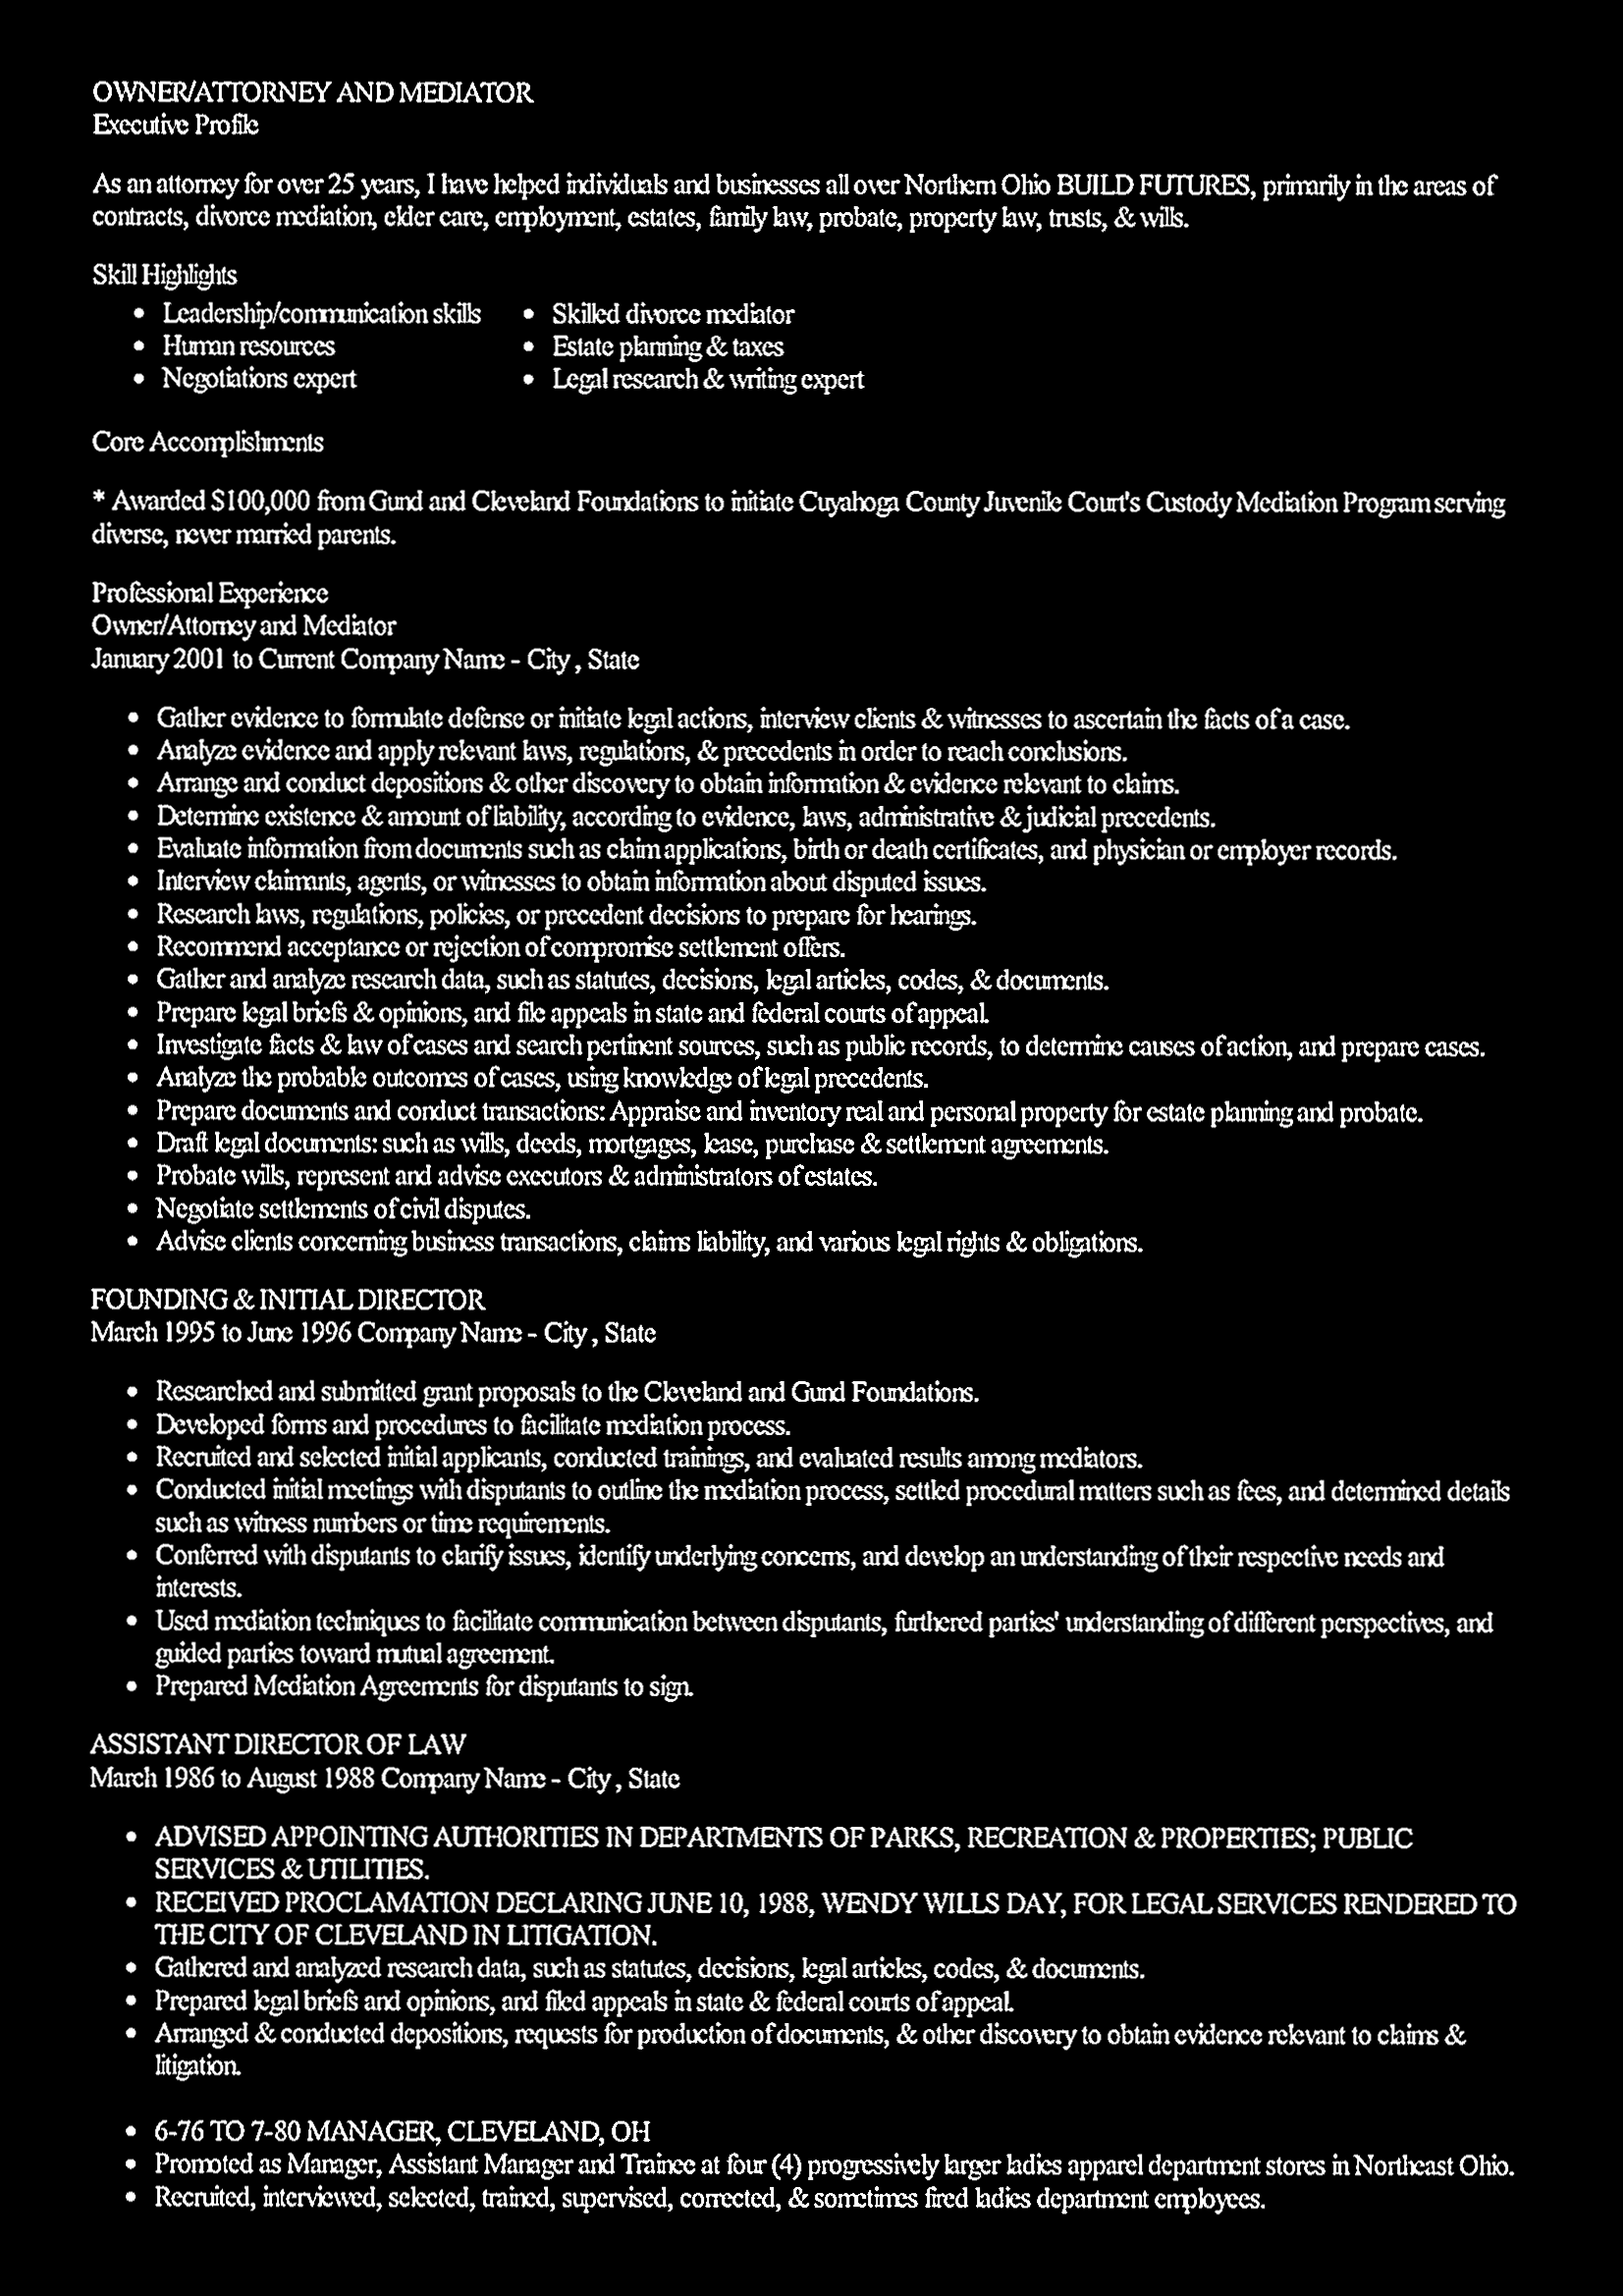 OWNER/ATTORNEY AND MEDIATOR
Executive Profile
As an attorney for over 25 years, I have helped individuals and businesses all over Northern Ohio BUILD FUTURES, primarily in the areas of
contracts, divorce mediation, elder care, employment, estates, family law, probate, property law, trusts, & wills.
Skill Highlights
• Leadership/communication skills
• Human resources
• Negotiations expert
• Skilled divorce mediator
• Estate planning & taxes
• Legal research & writing expert
Core Accomplishments
* Awarded $100,000 from Gund and Cleveland Foundations to initiate Cuyahoga County Juvenile Court's Custody Mediation Program serving
diverse, never married parents.
Professional Experience
Owner/Attorney and Mediator
January 2001 to Current Company Name - City, State
• Gather evidence to formulate defense or initiate legal actions, interview clients & witnesses to ascertain the facts of a case.
• Analyze evidence and apply relevant laws, regulations, & precedents in order to reach conclusions.
• Arrange and conduct depositions & other discovery to obtain information & evidence relevant to claims.
• Determine existence & amount of liability, according to evidence, laws, administrative & judicial precedents.
• Evaluate information from documents such as claim applications, birth or death certificates, and physician or employer records.
• Interview claimants, agents, or witnesses to obtain information about disputed issues.
• Research laws, regulations, policies, or precedent decisions to prepare for hearings.
• Recommend acceptance or rejection of compromise settlement offers.
• Gather and analyze research data, such as statutes, decisions, legal articles, codes, & documents.
• Prepare legal briefs & opinions, and file appeals in state and federal courts of appeal.
• Investigate facts & law of cases and search pertinent sources, such as public records, to determine causes of action, and prepare cases.
• Analyze the probable outcomes of cases, using knowledge of legal precedents.
• Prepare documents and conduct transactions: Appraise and inventory real and personal property for estate planning and probate.
• Draft legal documents: such as wills, deeds, mortgages, lease, purchase & settlement agreements.
• Probate wills, represent and advise executors & administrators of estates.
• Negotiate settlements of civil disputes.
• Advise clients concerning business transactions, claims liability, and various legal rights & obligations.
FOUNDING & INITIAL DIRECTOR
March 1995 to June 1996 Company Name - City, State
• Researched and submitted grant proposals to the Cleveland and Gund Foundations.
• Developed forms and procedures to facilitate mediation process.
• Recruited and selected initial applicants, conducted trainings, and evaluated results among mediators.
• Conducted initial meetings with disputants to outline the mediation process, settled procedural matters such as fees, and determined details
such as witness numbers or time requirements.
• Conferred with disputants to clarify issues, identify underlying concerns, and develop an understanding of their respective needs and
interests.
• Used mediation techniques to facilitate communication between disputants, furthered parties' understanding of different perspectives, and
guided parties toward mutual agreement.
• Prepared Mediation Agreements for disputants to sign.
ASSISTANT DIRECTOR OF LAW
March 1986 to August 1988 Company Name - City, State
• ADVISED APPOINTING AUTHORITIES IN DEPARTMENTS OF PARKS, RECREATION & PROPERTIES; PUBLIC
SERVICES & UTILITIES.
• RECEIVED PROCLAMATION DECLARING JUNE 10, 1988, WENDY WILLS DAY, FOR LEGAL SERVICES RENDERED TO
THE CITY OF CLEVELAND IN LITIGATION.
• Gathered and analyzed research data, such as statutes, decisions, legal articles, codes, & documents.
• Prepared legal briefs and opinions, and filed appeals in state & federal courts of appeal.
• Arranged & conducted depositions, requests for production of documents, & other discovery to obtain evidence relevant to claims &
litigation.
• 6-76 TO 7-80 MANAGER, CLEVELAND, OH
• Promoted as Manager, Assistant Manager and Trainee at four (4) progressively larger ladies apparel department stores in Northeast Ohio.
• Recruited, interviewed, selected, trained, supervised, corrected, & sometimes fired ladies department employees.